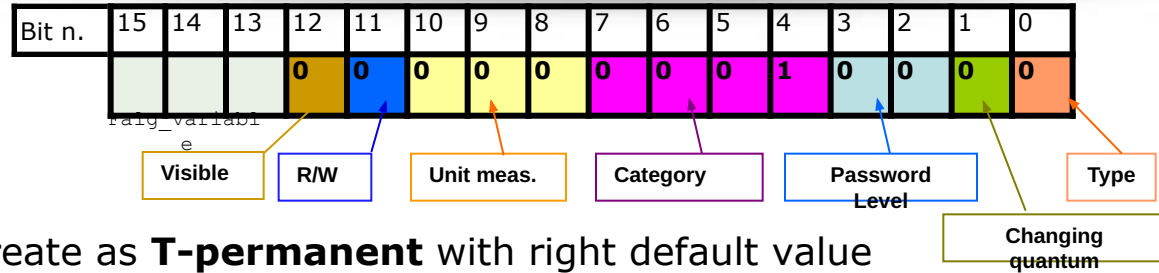 Bit n. 15 14 13 12 11 10 9 8 7 6 5 4 3 2 1 0
0 0 0 0 0 0 0 0 1 0 0 0 0
e
Visible R/W Unit meas. Category Password Level Type
Changing quantum
reate as T-permanent with right default value